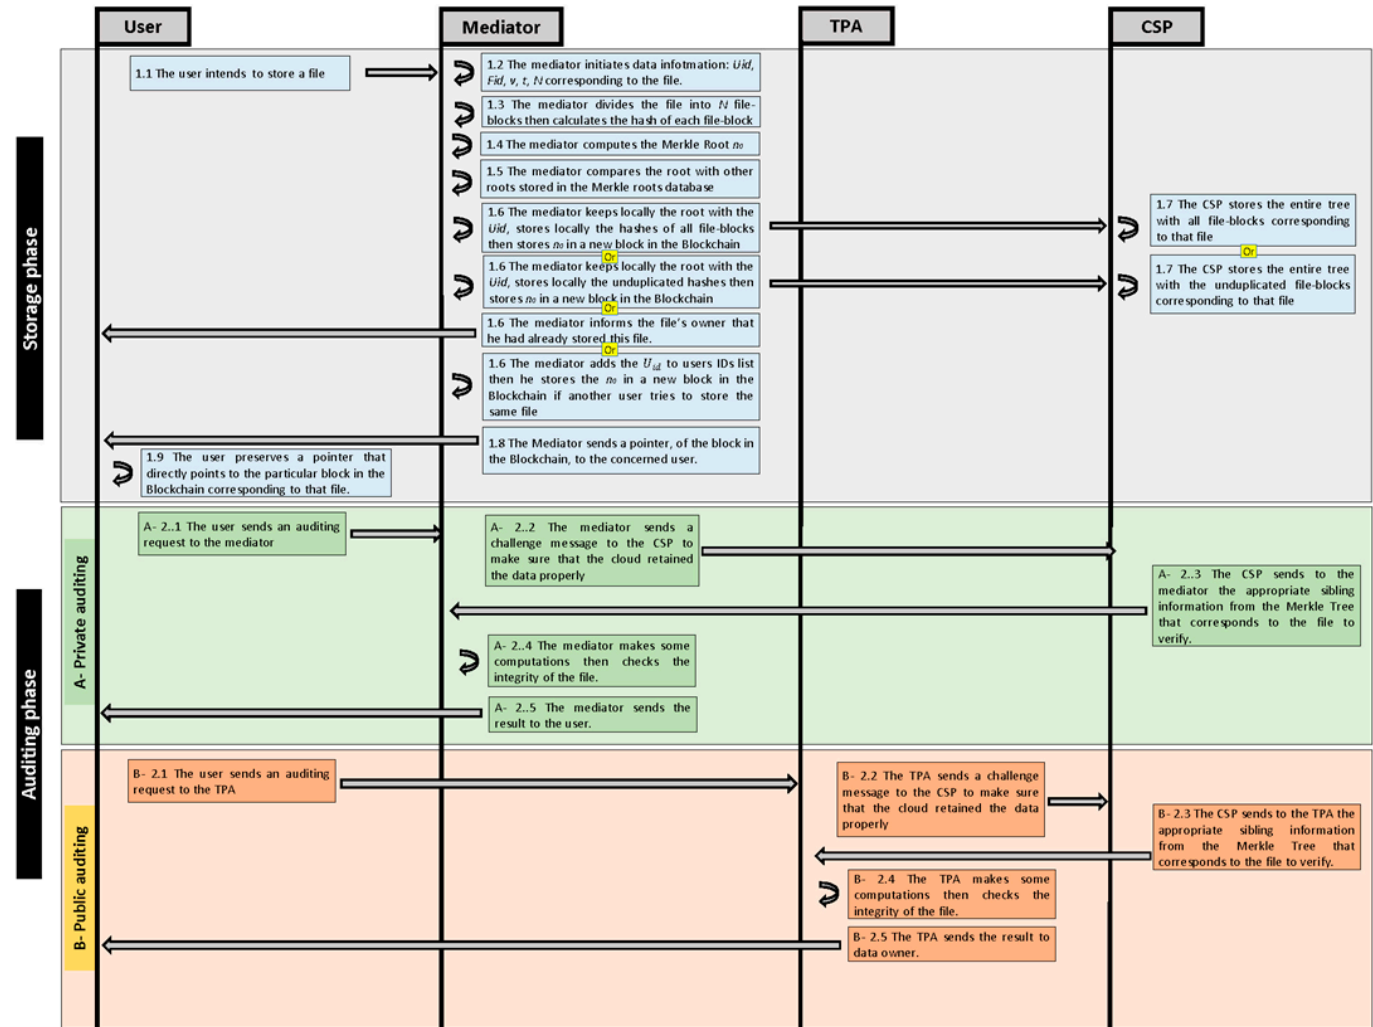 User
Mediator
TPA
CSP
Storage phase
1.1 The user intends to store a file
1.2 The mediator initiates data infotmation: Uid,
Fid, v, t, N corresponding to the file.
1.3 The mediator divides the file into N file-
blocks then calculates the hash of each file-block
1.4 The mediator computes the Merkle Root n₀
1.5 The mediator compares the root with other
roots stored in the Merkle roots database
1.6 The mediator keeps locally the root with the
Uid, stores locally the hashes of all file-blocks
then stores n₀ in a new block in the Blockchain
Or
1.6 The mediator keeps locally the root with the
Uid, stores locally the unduplicated hashes then
stores n₀ in a new block in the Blockchain
Or
1.6 The mediator informs the file's owner that
he had already stored this file.
Or
1.6 The mediator adds the Uid to users IDs list
then he stores the n₀ in a new block in the
Blockchain if another user tries to store the
same file
1.7 The CSP stores the entire tree
with all file-blocks corresponding
to that file
Or
1.7 The CSP stores the entire tree
with the unduplicated file-blocks
corresponding to that file
1.8 The Mediator sends a pointer, of the block in
the Blockchain, to the concerned user.
1.9 The user preserves a pointer that
directly points to the particular block in the
Blockchain corresponding to that file.
Auditing phase
A- Private auditing
A- 2..1 The user sends an auditing
request to the mediator
A- 2..2 The mediator sends a
challenge message to the CSP to
make sure that the cloud retained
the data properly
A- 2..3 The CSP sends to the
mediator the appropriate sibling
information from the Merkle Tree
that corresponds to the file to
verify.
A- 2..4 The mediator makes some
computations then checks the
integrity of the file.
A- 2..5 The mediator sends the
result to the user.
B- Public auditing
B- 2.1 The user sends an auditing
request to the TPA
B- 2.2 The TPA sends a challenge
message to the CSP to make sure
that the cloud retained the data
properly
B- 2.3 The CSP sends to the TPA the
appropriate sibling information
from the Merkle Tree that
corresponds to the file to verify.
B- 2.4 The TPA makes some
computations then checks the
integrity of the file.
B- 2.5 The TPA sends the result to
data owner.